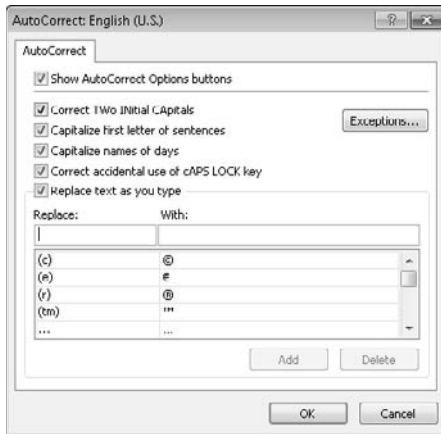 AutoCorrect: English (U.S.)
AutoCorrect
Show AutoCorrect Options buttons
Correct TWo INitial CApitals
Exceptions...
Capitalize first letter of sentences
Capitalize names of days
Correct accidental use of cAPS LOCK key
Replace text as you type
Replace: With:
(c) ©
(e) €
(r) ®
(tm) ™
... ...
Add Delete
OK Cancel